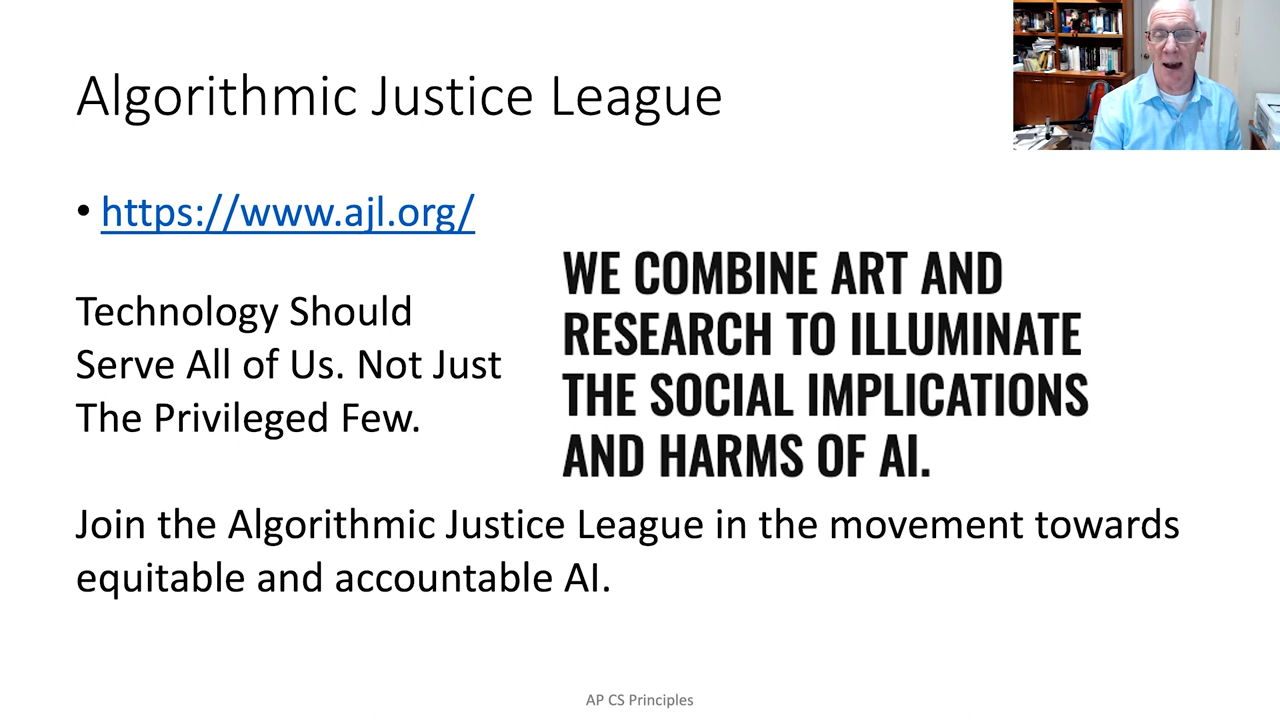 Algorithmic Justice League
• https://www.ajl.org/
Technology Should
Serve All of Us. Not Just
The Privileged Few.
WE COMBINE ART AND
RESEARCH TO ILLUMINATE
THE SOCIAL IMPLICATIONS
AND HARMS OF AI.
Join the Algorithmic Justice League in the movement towards
equitable and accountable AI.
AP CS Principles